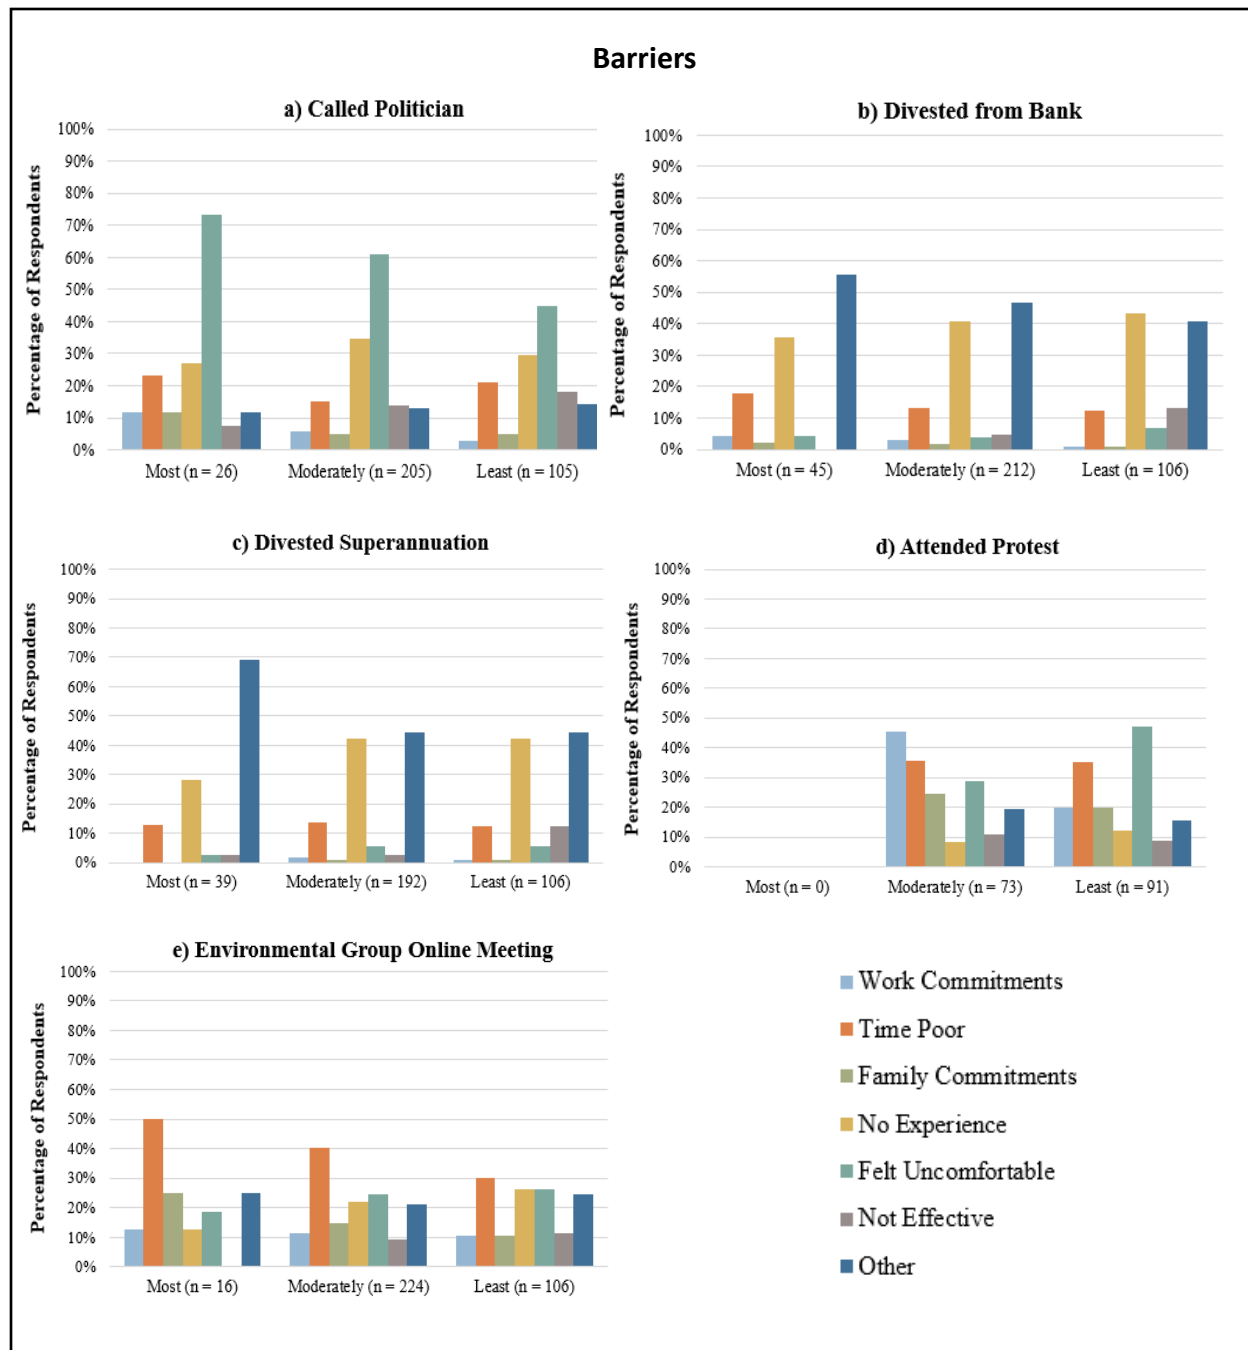 Barriers
a) Called Politician
Percentage of Respondents
100%
90%
80%
70%
60%
50%
40%
30%
20%
10%
0%
Most (n = 26)
Moderately (n = 205)
Least (n = 105)
b) Divested from Bank
Percentage of Respondents
100%
90%
80%
70%
60%
50%
40%
30%
20%
10%
0%
Most (n = 45)
Moderately (n = 212)
Least (n = 106)
c) Divested Superannuation
Percentage of Respondents
100%
90%
80%
70%
60%
50%
40%
30%
20%
10%
0%
Most (n = 39)
Moderately (n = 192)
Least (n = 106)
d) Attended Protest
Percentage of Respondents
100%
90%
80%
70%
60%
50%
40%
30%
20%
10%
0%
Most (n = 0)
Moderately (n = 73)
Least (n = 91)
e) Environmental Group Online Meeting
Percentage of Respondents
100%
90%
80%
70%
60%
50%
40%
30%
20%
10%
0%
Most (n = 16)
Moderately (n = 224)
Least (n = 106)
Work Commitments
Time Poor
Family Commitments
No Experience
Felt Uncomfortable
Not Effective
Other